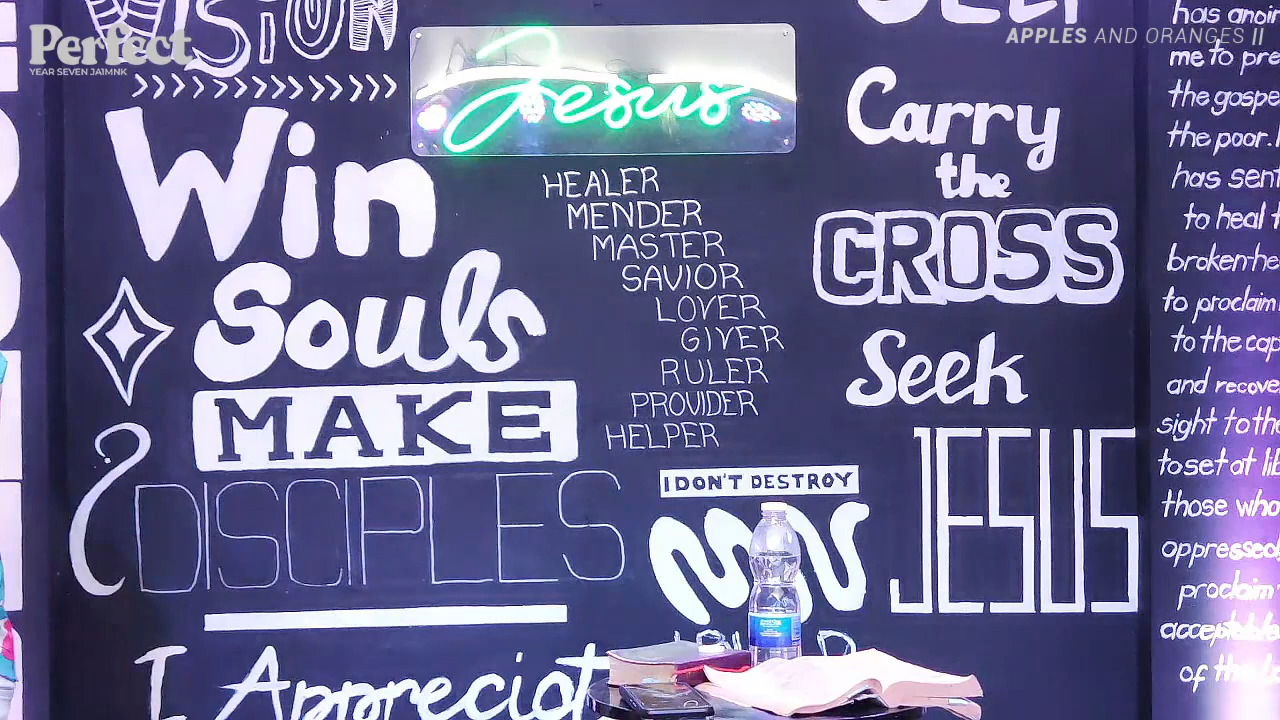 Perfect
YEAR SEVEN JAIMNK
APPLES AND ORANGES II
VISION
Win
Souls
MAKE
DISCIPLES
I Appreciat
Jesus
HEALER
MENDER
MASTER
SAVIOR
LOVER
GIVER
RULER
PROVIDER
HELPER
I DON'T DESTROY
SELF
Carry
the
CROSS
Seek
JESUS
has anoin
me to pre
the gospe
the poor.
has sent
to heal t
broken-he
to proclaim
to the cap
and recove
sight to the
to set at lib
those who
oppressed
proclaim
acceptable
of the